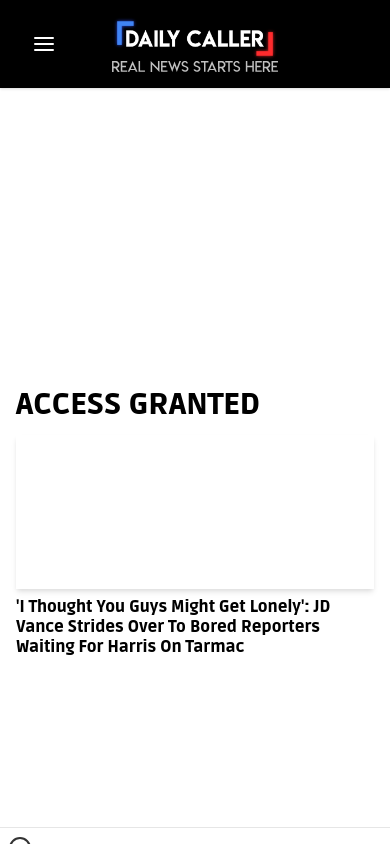 DAILY CALLER
REAL NEWS STARTS HERE
ACCESS GRANTED
'I Thought You Guys Might Get Lonely': JD
Vance Strides Over To Bored Reporters
Waiting For Harris On Tarmac